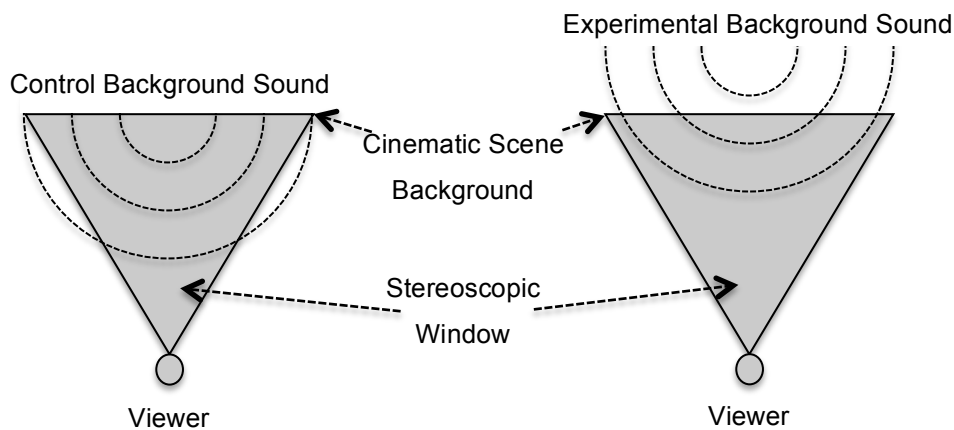 Experimental Background Sound
Control Background Sound
Cinematic Scene
Background
Stereoscopic
Window
Viewer
Viewer